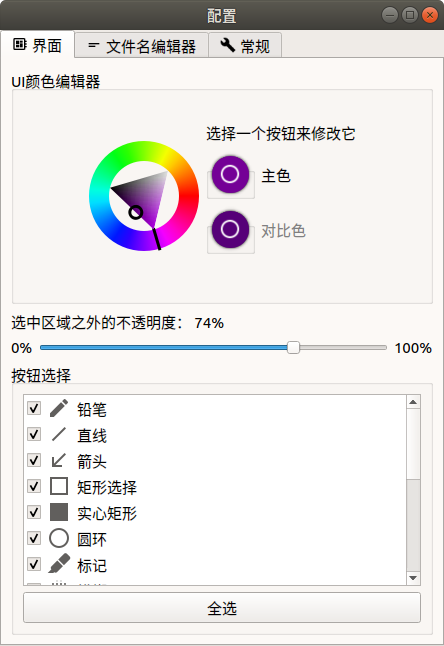 配置
界面 文件名编辑器 常规
UI颜色编辑器
选择一个按钮来修改它
主色
对比色
选中区域之外的不透明度： 74%
0% 100%
按钮选择
铅笔
直线
箭头
矩形选择
实心矩形
圆环
标记
全选